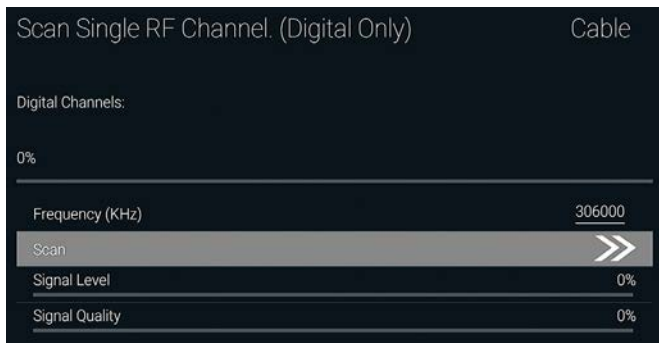 Scan Single RF Channel. (Digital Only) Cable
Digital Channels:
0%
Frequency (KHz) 306000
Scan
Signal Level 0%
Signal Quality 0%